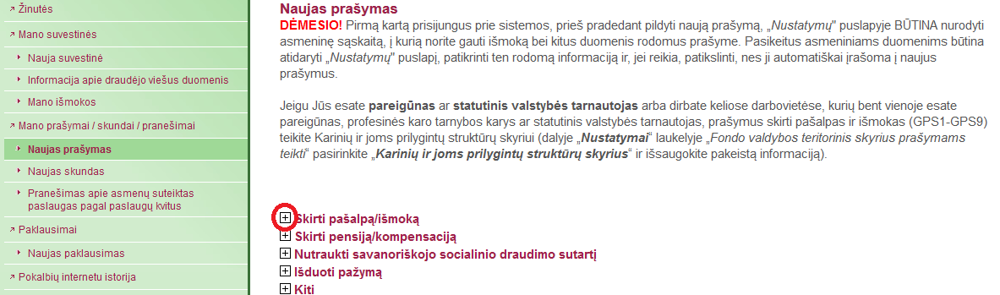 Žinutės
Mano suvestinės
Nauja suvestinė
Informacija apie draudėjo viešus duomenis
Mano išmokos
Mano prašymai / skundai / pranešimai
Naujas prašymas
Naujas skundas
Pranešimas apie asmenų suteiktas
paslaugas pagal paslaugų kvitus
Paklausimai
Naujas paklausimas
Pokalbių internetu istorija
Naujas prašymas
DĖMESIO! Pirmą kartą prisijungus prie sistemos, prieš pradedant pildyti naują prašymą, „Nustatymų" puslapyje BŪTINA nurodyti
asmeninę sąskaitą, į kurią norite gauti išmoką bei kitus duomenis rodomus prašyme. Pasikeitus asmeniniams duomenims būtina
atidaryti „Nustatymų" puslapį, patikrinti ten rodomą informaciją ir, jei reikia, patikslinti, nes ji automatiškai įrašoma į naujus
prašymus.
Jeigu Jūs esate pareigūnas ar statutinis valstybės tarnautojas arba dirbate keliose darbovietėse, kurių bent vienoje esate
pareigūnas, profesinės karo tarnybos karys ar statutinis valstybės tarnautojas, prašymus skirti pašalpas ir išmokas (GPS1-GPS9)
teikite Karinių ir joms prilygintų struktūrų skyriui (dalyje „Nustatymai“ laukelyje „Fondo valdybos teritorinis skyrius prašymams
teikti“ pasirinkite „Karinių ir joms prilygintų struktūrų skyrius“ ir išsaugokite pakeistą informaciją).
Skirti pašalpą/išmoką
Skirti pensiją/kompensaciją
Nutraukti savanoriškojo socialinio draudimo sutartį
Išduoti pažymą
Kiti